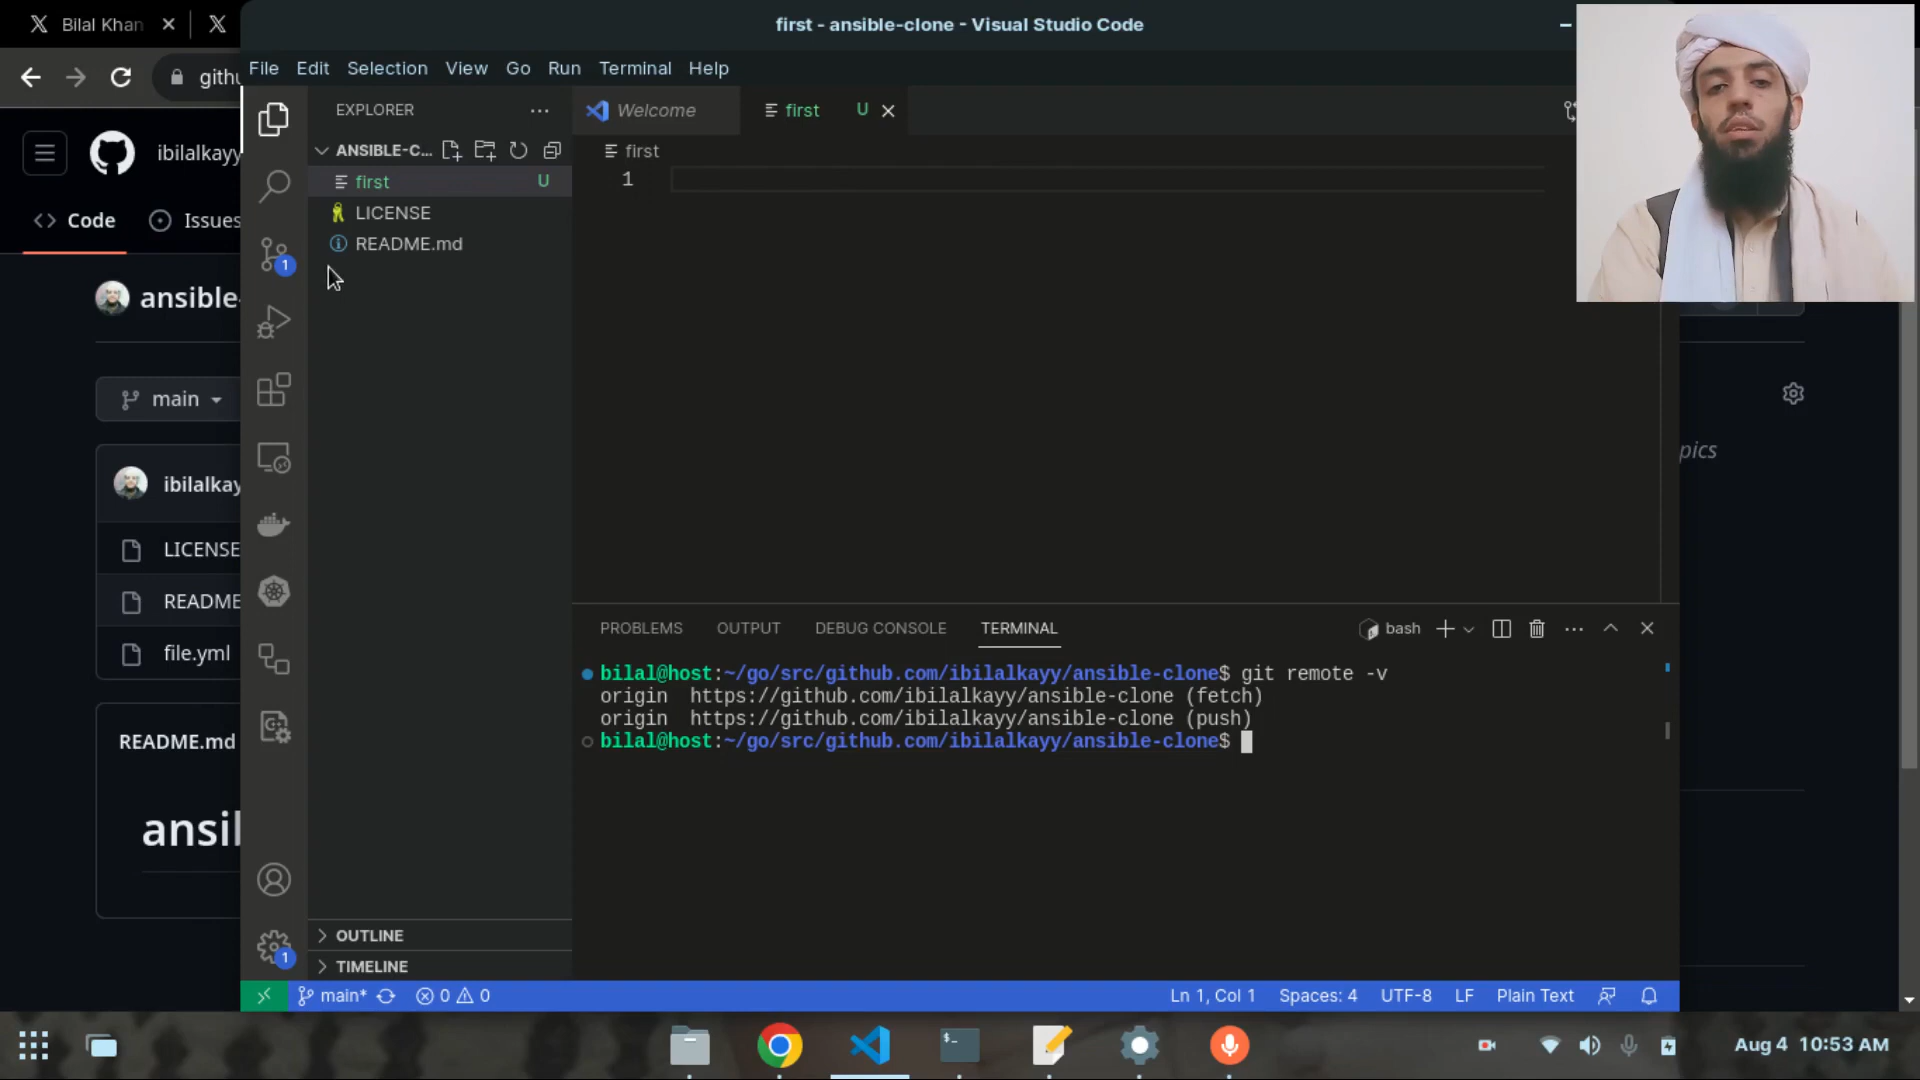 Bilal Khan
githu
ibilalkayy
Code
Issues
ansible-
main
ibilalkay
LICENSE
README
file.yml
README.md
ansil
first - ansible-clone - Visual Studio Code
File Edit Selection View Go Run Terminal Help
EXPLORER
ANSIBLE-C...
first U
LICENSE
README.md
1
OUTLINE
TIMELINE
1
Welcome
first U
first
1
PROBLEMS OUTPUT DEBUG CONSOLE TERMINAL
bash
bilal@host:~/go/src/github.com/ibilalkayy/ansible-clone$ git remote -v
origin https://github.com/ibilalkayy/ansible-clone (fetch)
origin https://github.com/ibilalkayy/ansible-clone (push)
bilal@host:~/go/src/github.com/ibilalkayy/ansible-clone$
main* 0 0
Ln 1, Col 1 Spaces: 4 UTF-8 LF Plain Text
pics
Aug 4 10:53 AM